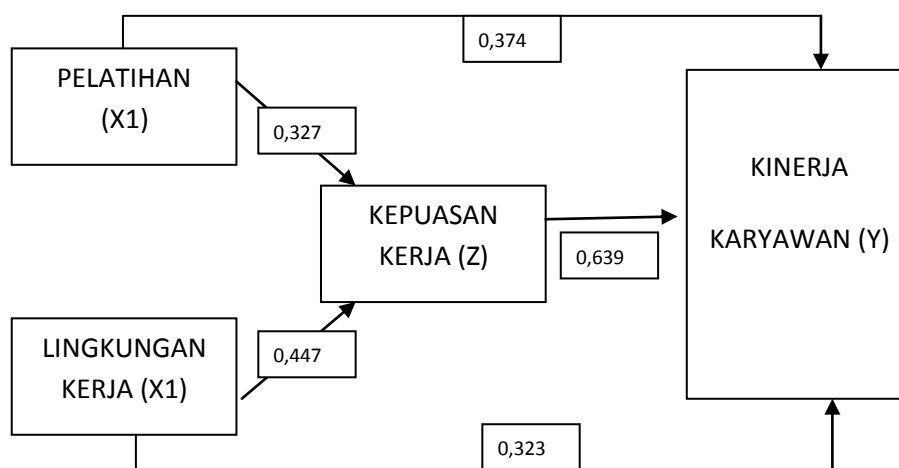 0,374
PELATIHAN
(X1)
0,327
KINERJA
KARYAWAN (Y)
KEPUASAN
KERJA (Z)
0,639
LINGKUNGAN
KERJA (X1)
0,447
0,323